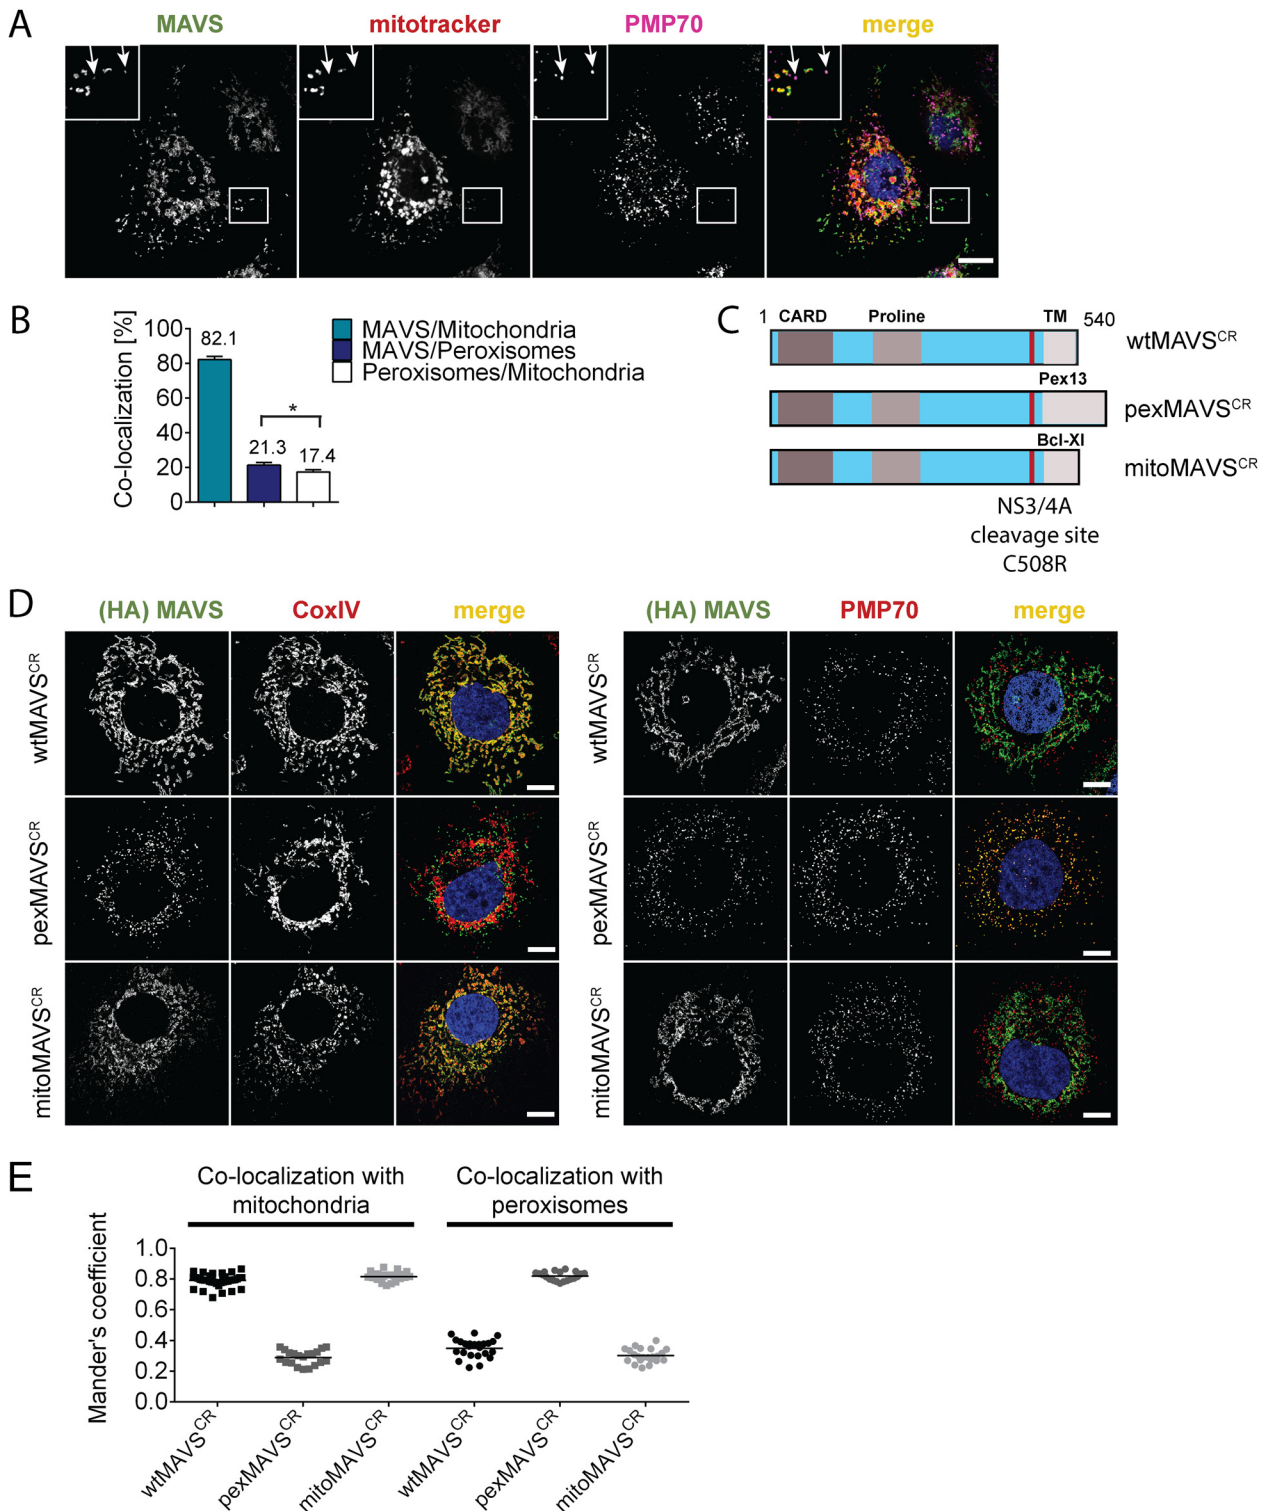 A
MAVS
mitotracker
PMP70
merge
B
Co-localization [%]
100
80
60
40
20
0
82.1
21.3
*
17.4
MAVS/Mitochondria
MAVS/Peroxisomes
Peroxisomes/Mitochondria
C
1 CARD Proline TM 540
wtMAVSCR
Pex13
pexMAVSCR
Bcl-Xl
mitoMAVSCR
NS3/4A
cleavage site
C508R
D
(HA) MAVS CoxIV merge
(HA) MAVS PMP70 merge
wtMAVSCR
pexMAVSCR
mitoMAVSCR
wtMAVSCR
pexMAVSCR
mitoMAVSCR
E
Co-localization with
mitochondria
Co-localization with
peroxisomes
Mander's coefficient
1.0
0.8
0.6
0.4
0.2
0.0
wtMAVSCR
pexMAVSCR
mitoMAVSCR
wtMAVSCR
pexMAVSCR
mitoMAVSCR